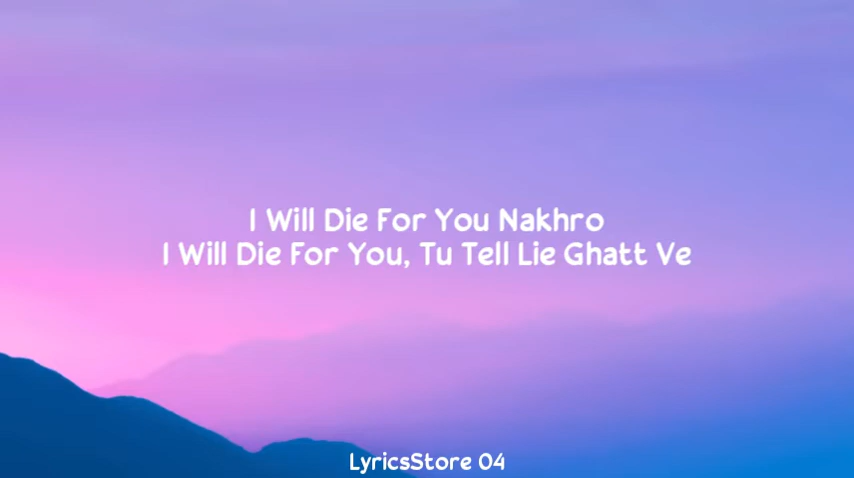 I Will Die For You Nakhro
I Will Die For You, Tu Tell Lie Ghatt Ve
LyricsStore 04